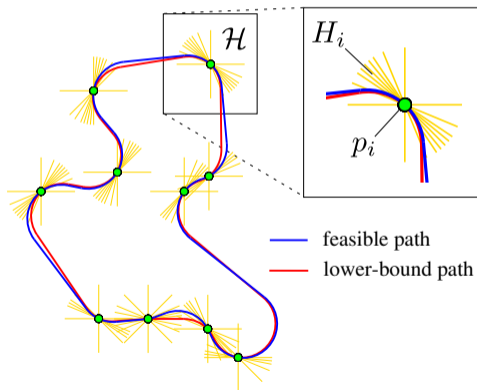 𝓗
H_i
p_i
feasible path
lower-bound path